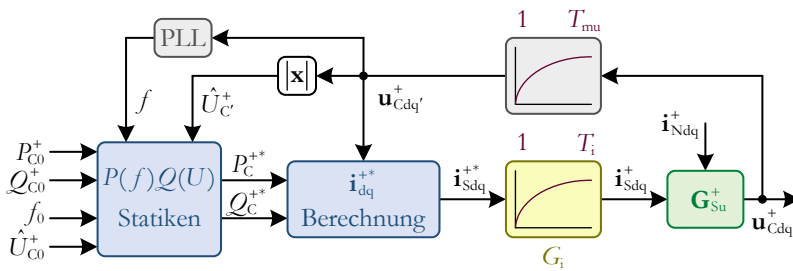 PLL
|x|
1 T_mu
f
Û_C′^+
u_Cdq′^+
i_Ndq^+
P_C0^+
Q_C0^+
f_0
Û_C0^+
P(f)Q(U)
Statiken
P_C^+*
Q_C^+*
i_dq^+*
Berechnung
i_Sdq^+*
1 T_i
G_i
i_Sdq^+
G_Su^+
u_Cdq^+